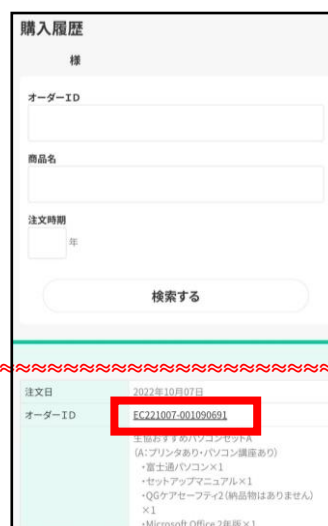 購入履歴
様
オーダーID
商品名
注文時期
年
検索する
注文日
2022年10月07日
オーダーID
EC221007-001090691
生協おすすめパソコンセットA
(A:プリンタあり・パソコン講座あり)
・富士通パソコン×1
・セットアップマニュアル×1
・QGケアセーフティ2(納品物はありません)
×1
・Microsoft Office 2年版×1